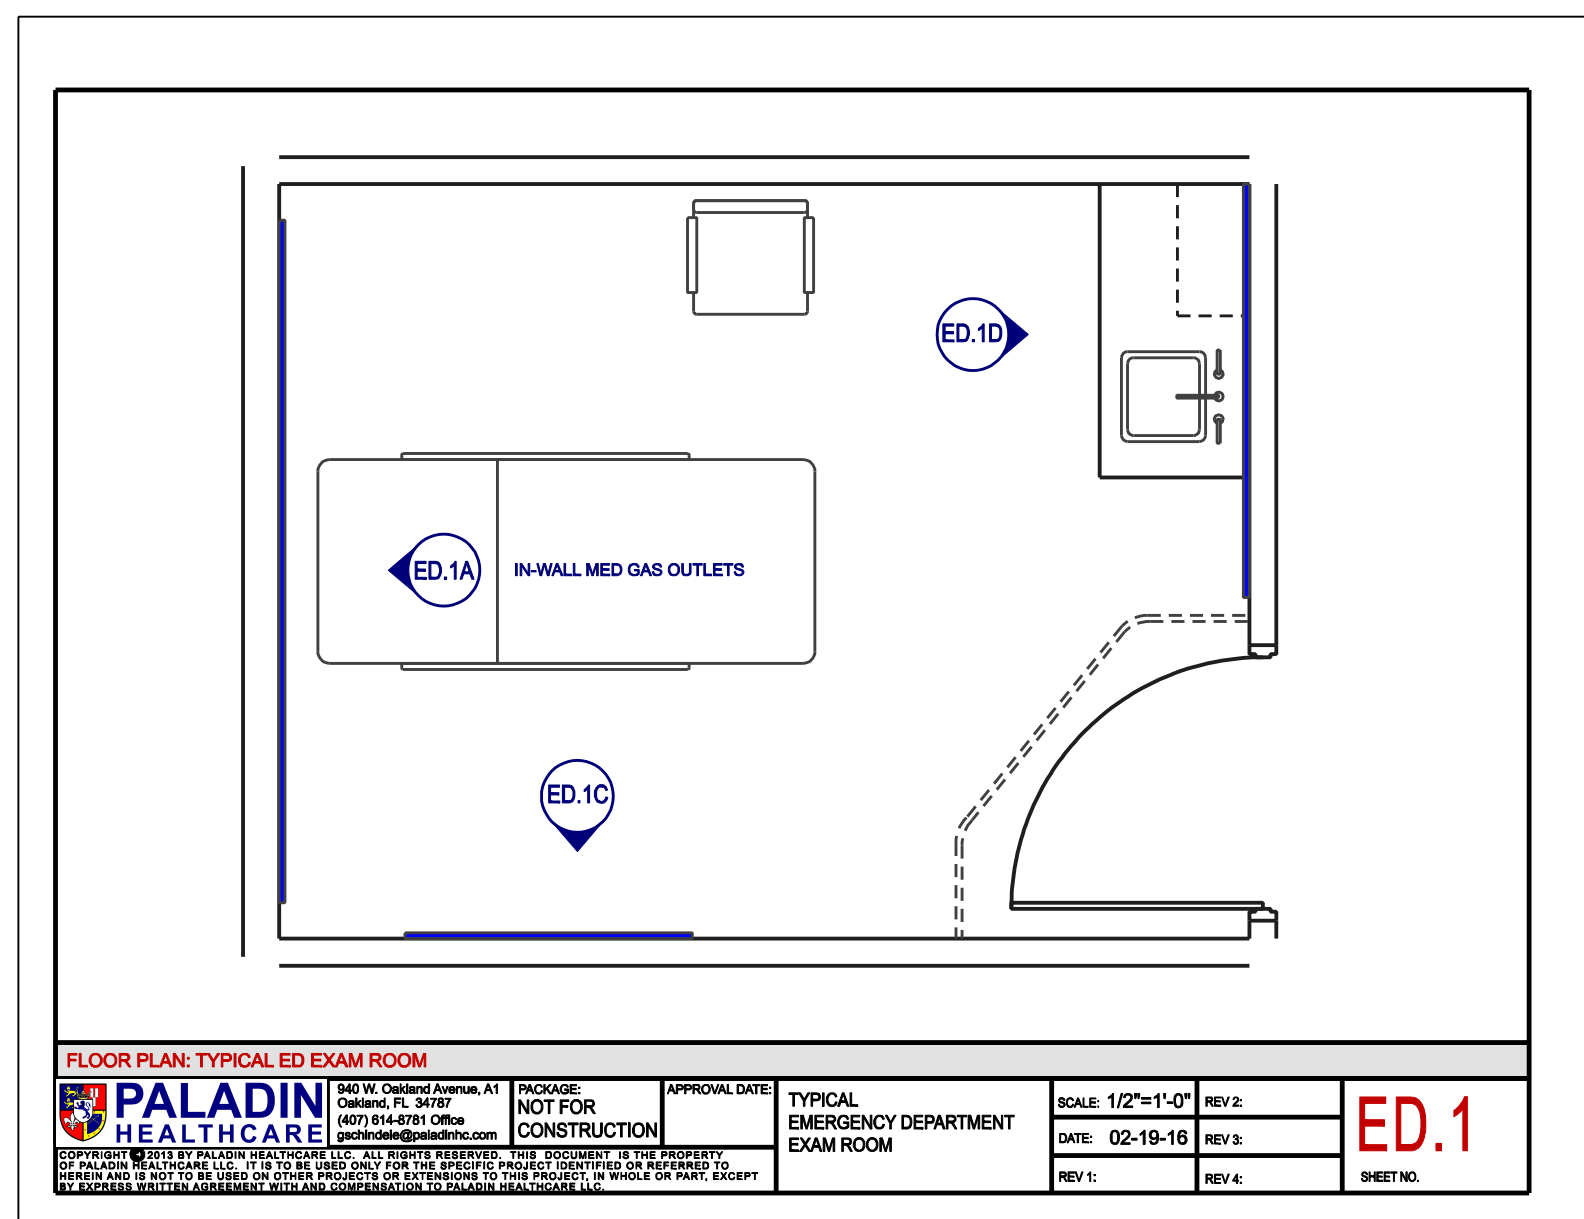 ED.1D
ED.1A
IN-WALL MED GAS OUTLETS
ED.1C
FLOOR PLAN: TYPICAL ED EXAM ROOM
PALADIN
HEALTHCARE
940 W. Oakland Avenue, A1
Oakland, FL 34787
(407) 614-8781 Office
gschindele@paladinhc.com
PACKAGE:
NOT FOR
CONSTRUCTION
APPROVAL DATE:
COPYRIGHT 2013 BY PALADIN HEALTHCARE LLC. ALL RIGHTS RESERVED. THIS DOCUMENT IS THE PROPERTY
OF PALADIN HEALTHCARE LLC. IT IS TO BE USED ONLY FOR THE SPECIFIC PROJECT IDENTIFIED OR REFERRED TO
HEREIN AND IS NOT TO BE USED ON OTHER PROJECTS OR EXTENSIONS TO THIS PROJECT, IN WHOLE OR PART, EXCEPT
BY EXPRESS WRITTEN AGREEMENT WITH AND COMPENSATION TO PALADIN HEALTHCARE LLC.
TYPICAL
EMERGENCY DEPARTMENT
EXAM ROOM
SCALE: 1/2"=1'-0"
DATE: 02-19-16
REV 1:
REV 2:
REV 3:
REV 4:
ED.1
SHEET NO.